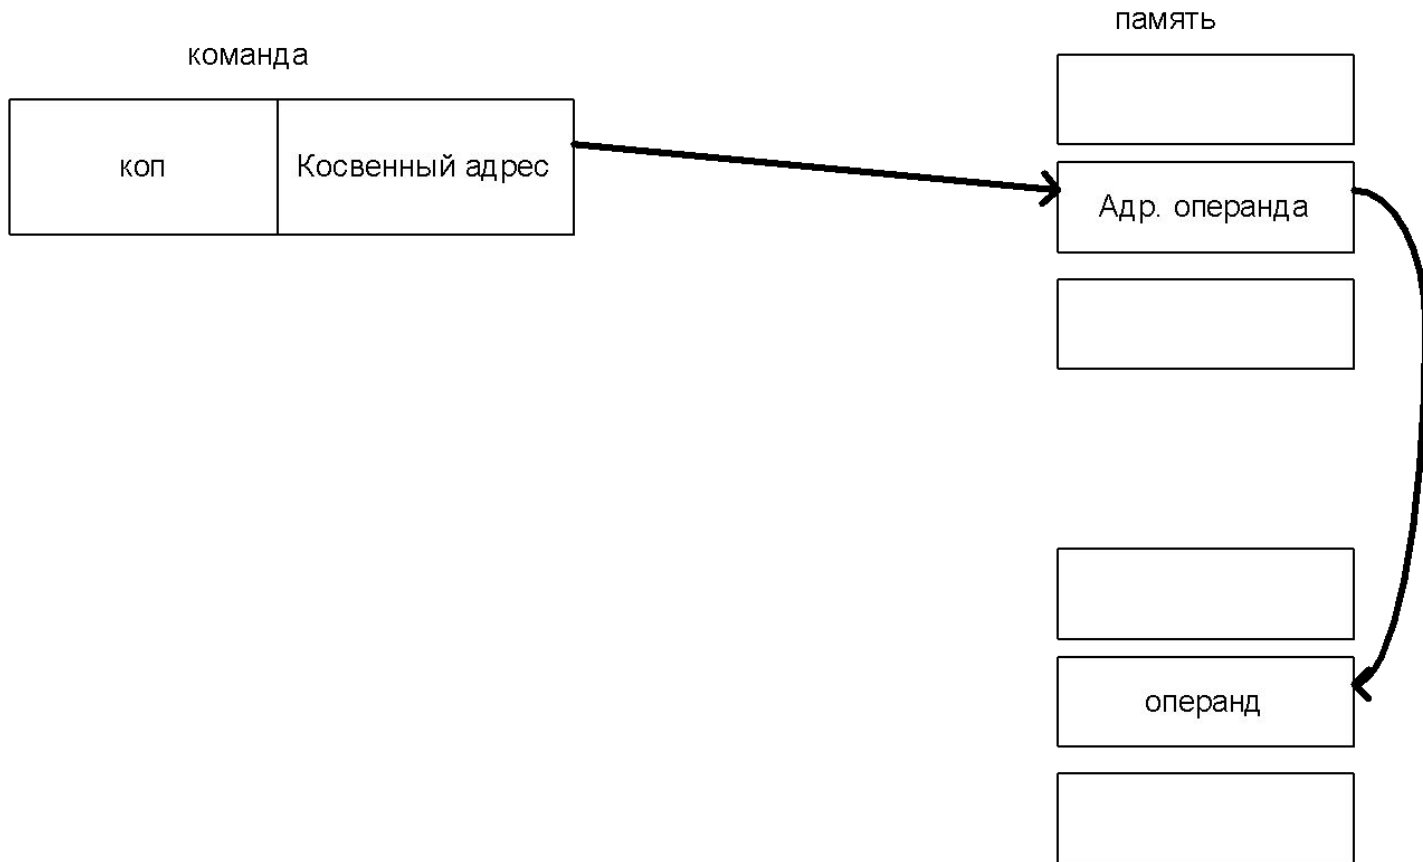 память
команда
коп
Косвенный адрес
Адр. операнда
операнд